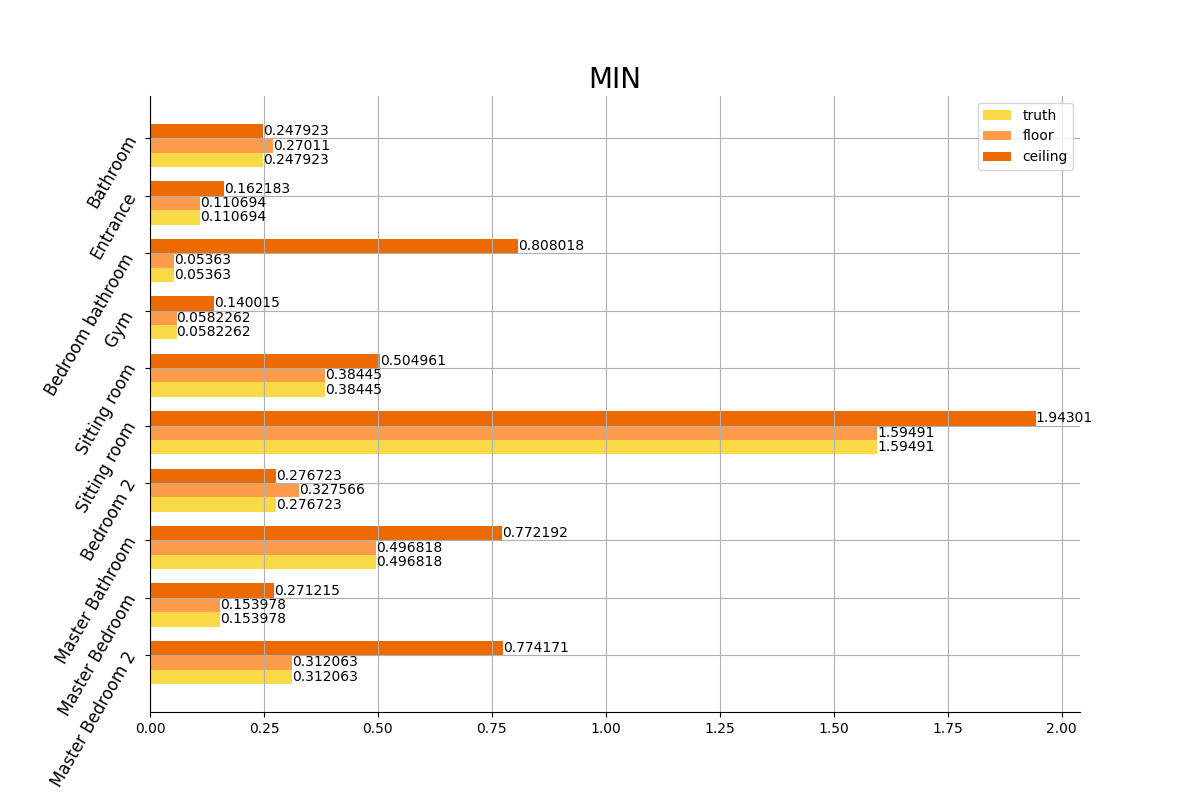 MIN
truth
floor
ceiling
Bathroom
0.247923
0.27011
0.247923
Entrance
0.162183
0.110694
0.110694
Bedroom bathroom
0.808018
0.05363
0.05363
Gym
0.140015
0.0582262
0.0582262
Sitting room
0.504961
0.38445
0.38445
Sitting room
1.94301
1.59491
1.59491
Bedroom 2
0.276723
0.327566
0.276723
Master Bathroom
0.772192
0.496818
0.496818
Master Bedroom
0.271215
0.153978
0.153978
Master Bedroom 2
0.774171
0.312063
0.312063
0.00 0.25 0.50 0.75 1.00 1.25 1.50 1.75 2.00